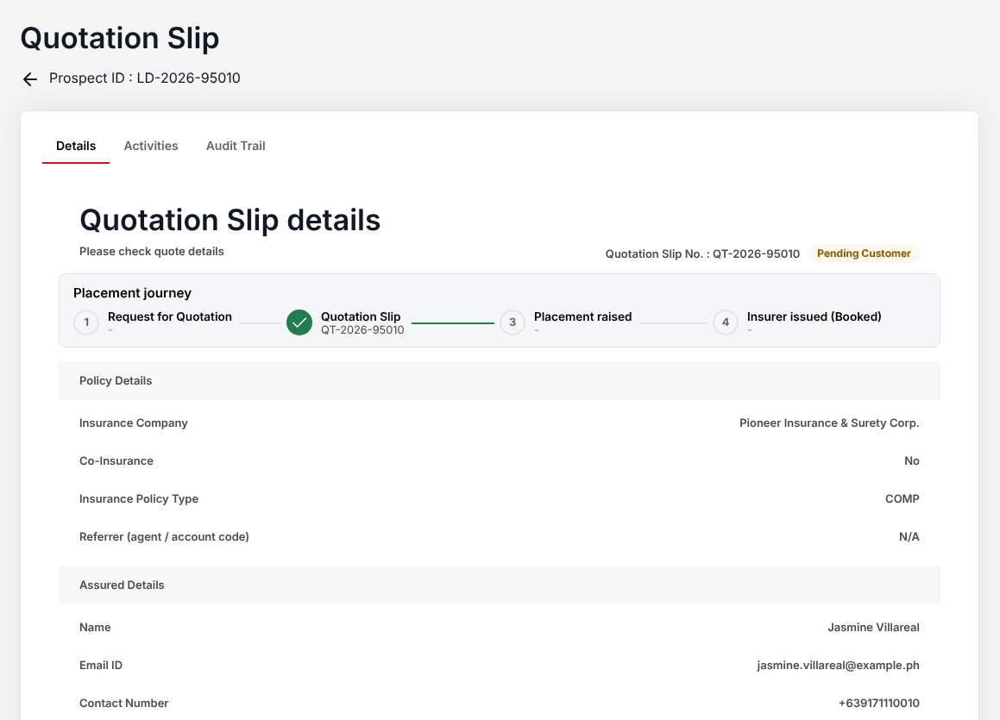 Quotation Slip
Prospect ID : LD-2026-95010
Details Activities Audit Trail
Quotation Slip details
Please check quote details
Quotation Slip No. : QT-2026-95010 Pending Customer
Placement journey
1 Request for Quotation
-
Quotation Slip
QT-2026-95010
3 Placement raised
-
4 Insurer issued (Booked)
-
Policy Details
Insurance Company Pioneer Insurance & Surety Corp.
Co-Insurance No
Insurance Policy Type COMP
Referrer (agent / account code) N/A
Assured Details
Name Jasmine Villareal
Email ID jasmine.villareal@example.ph
Contact Number +639171110010